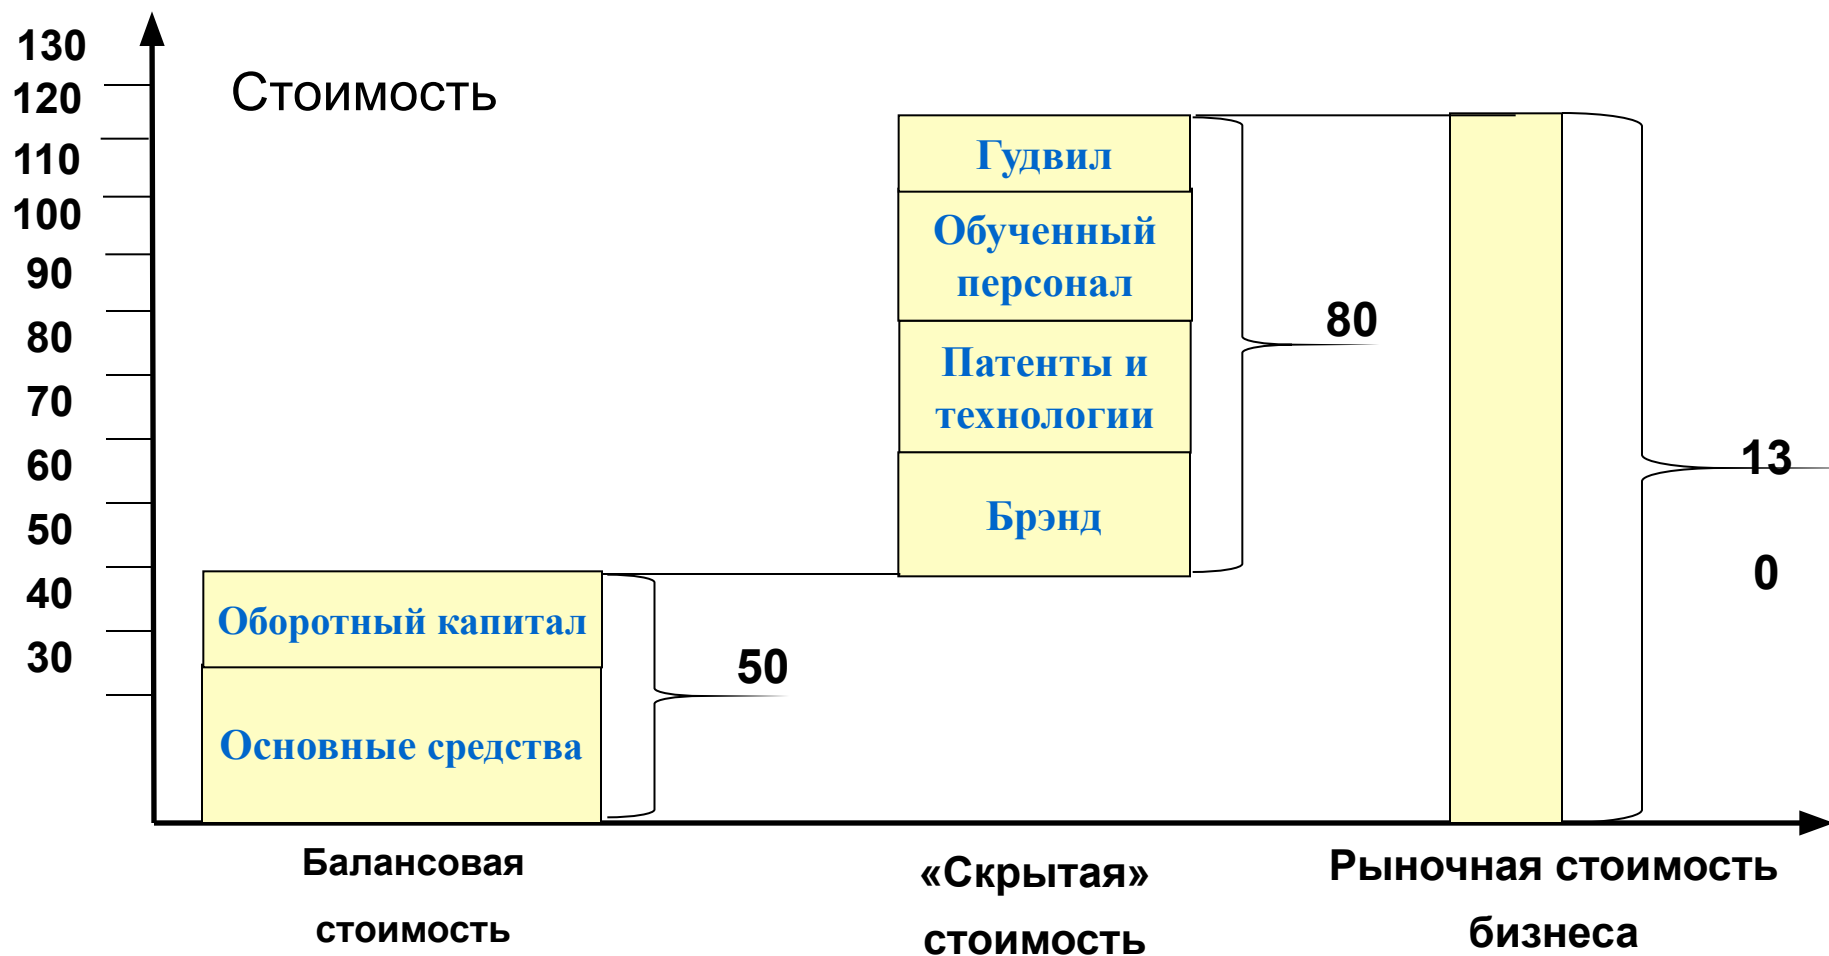 130
120
110
100
90
80
70
60
50
40
30
Стоимость
Гудвил
Обученный
персонал
Патенты и
технологии
Брэнд
80
Оборотный капитал
Основные средства
50
13
0
Балансовая
стоимость
«Скрытая»
стоимость
Рыночная стоимость
бизнеса